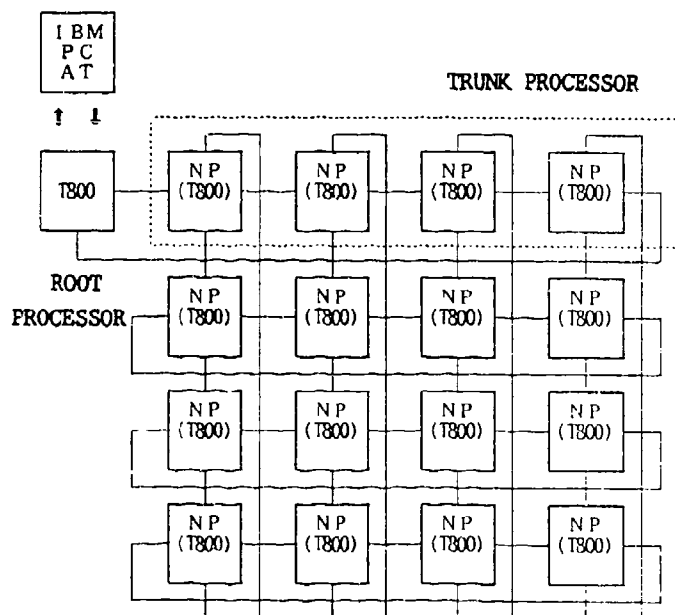 I BM
P C
A T
TRUNK PROCESSOR
T800
N P
(T800)
N P
(T800)
N P
(T800)
N P
(T800)
ROOT
PROCESSOR
N P
(T800)
N P
(T800)
N P
(T800)
N P
(T800)
N P
(T800)
N P
(T800)
N P
(T800)
N P
(T800)
N P
(T800)
N P
(T800)
N P
(T800)
N P
(T800)